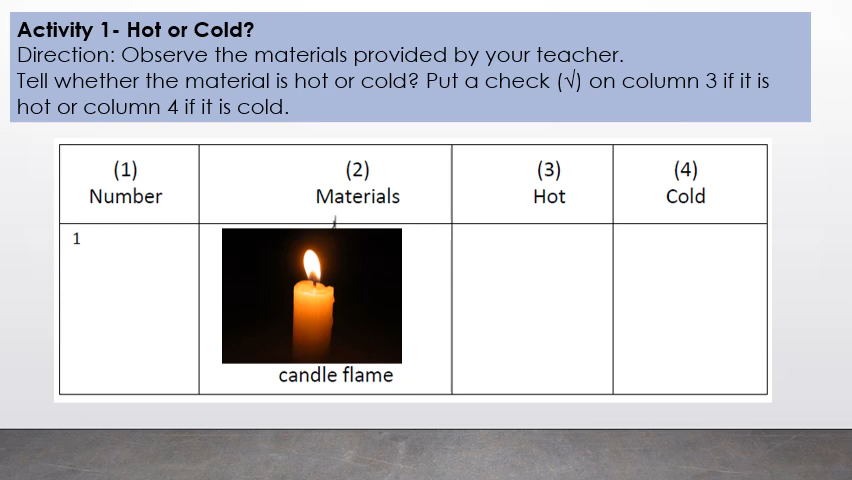 Activity 1- Hot or Cold?
Direction: Observe the materials provided by your teacher.
Tell whether the material is hot or cold? Put a check (√) on column 3 if it is
hot or column 4 if it is cold.
(1) (2) (3) (4)
Number Materials Hot Cold
1
candle flame